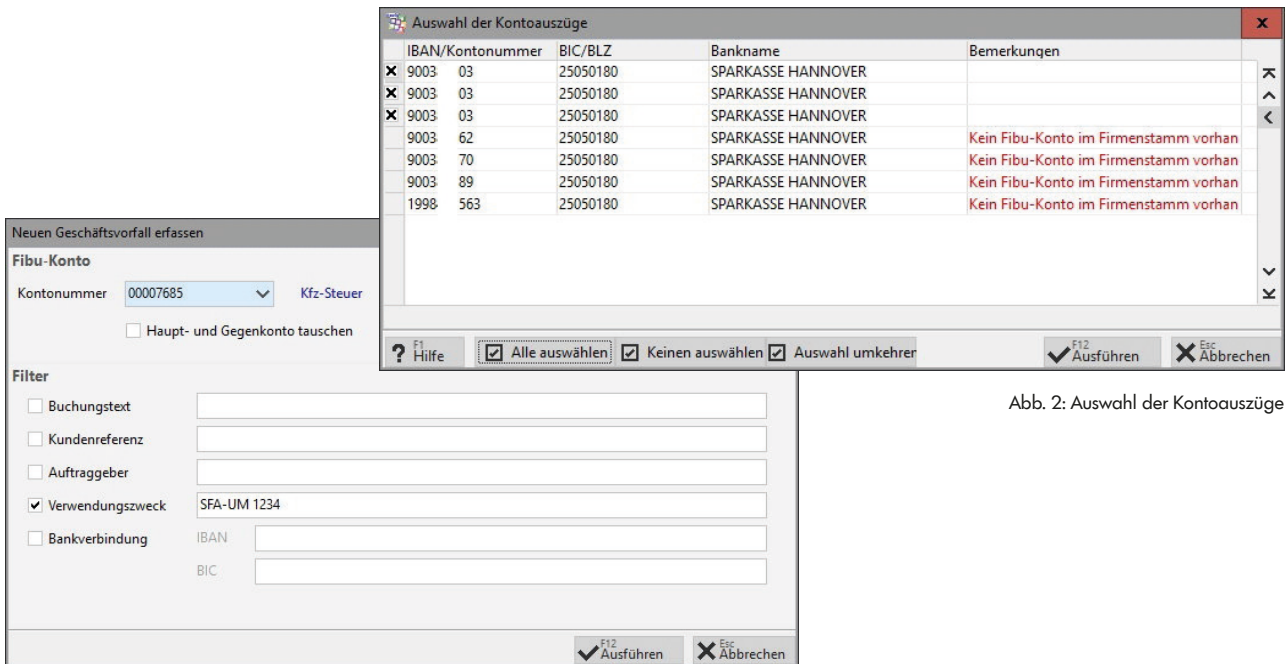 Auswahl der Kontoauszüge
IBAN/Kontonummer BIC/BLZ Bankname Bemerkungen
9003 03 25050180 SPARKASSE HANNOVER
9003 03 25050180 SPARKASSE HANNOVER
9003 03 25050180 SPARKASSE HANNOVER
9003 62 25050180 SPARKASSE HANNOVER Kein Fibu-Konto im Firmenstamm vorhan
9003 70 25050180 SPARKASSE HANNOVER Kein Fibu-Konto im Firmenstamm vorhan
9003 89 25050180 SPARKASSE HANNOVER Kein Fibu-Konto im Firmenstamm vorhan
1998 563 25050180 SPARKASSE HANNOVER Kein Fibu-Konto im Firmenstamm vorhan
? F1 Hilfe Alle auswählen Keinen auswählen Auswahl umkehrer F12 Ausführen Esc Abbrechen
Abb. 2: Auswahl der Kontoauszüge
Neuen Geschäftsvorfall erfassen
Fibu-Konto
Kontonummer 00007685 Kfz-Steuer
Haupt- und Gegenkonto tauschen
Filter
Buchungstext
Kundenreferenz
Auftraggeber
Verwendungszweck SFA-UM 1234
Bankverbindung IBAN
BIC
F12 Ausführen Esc Abbrechen